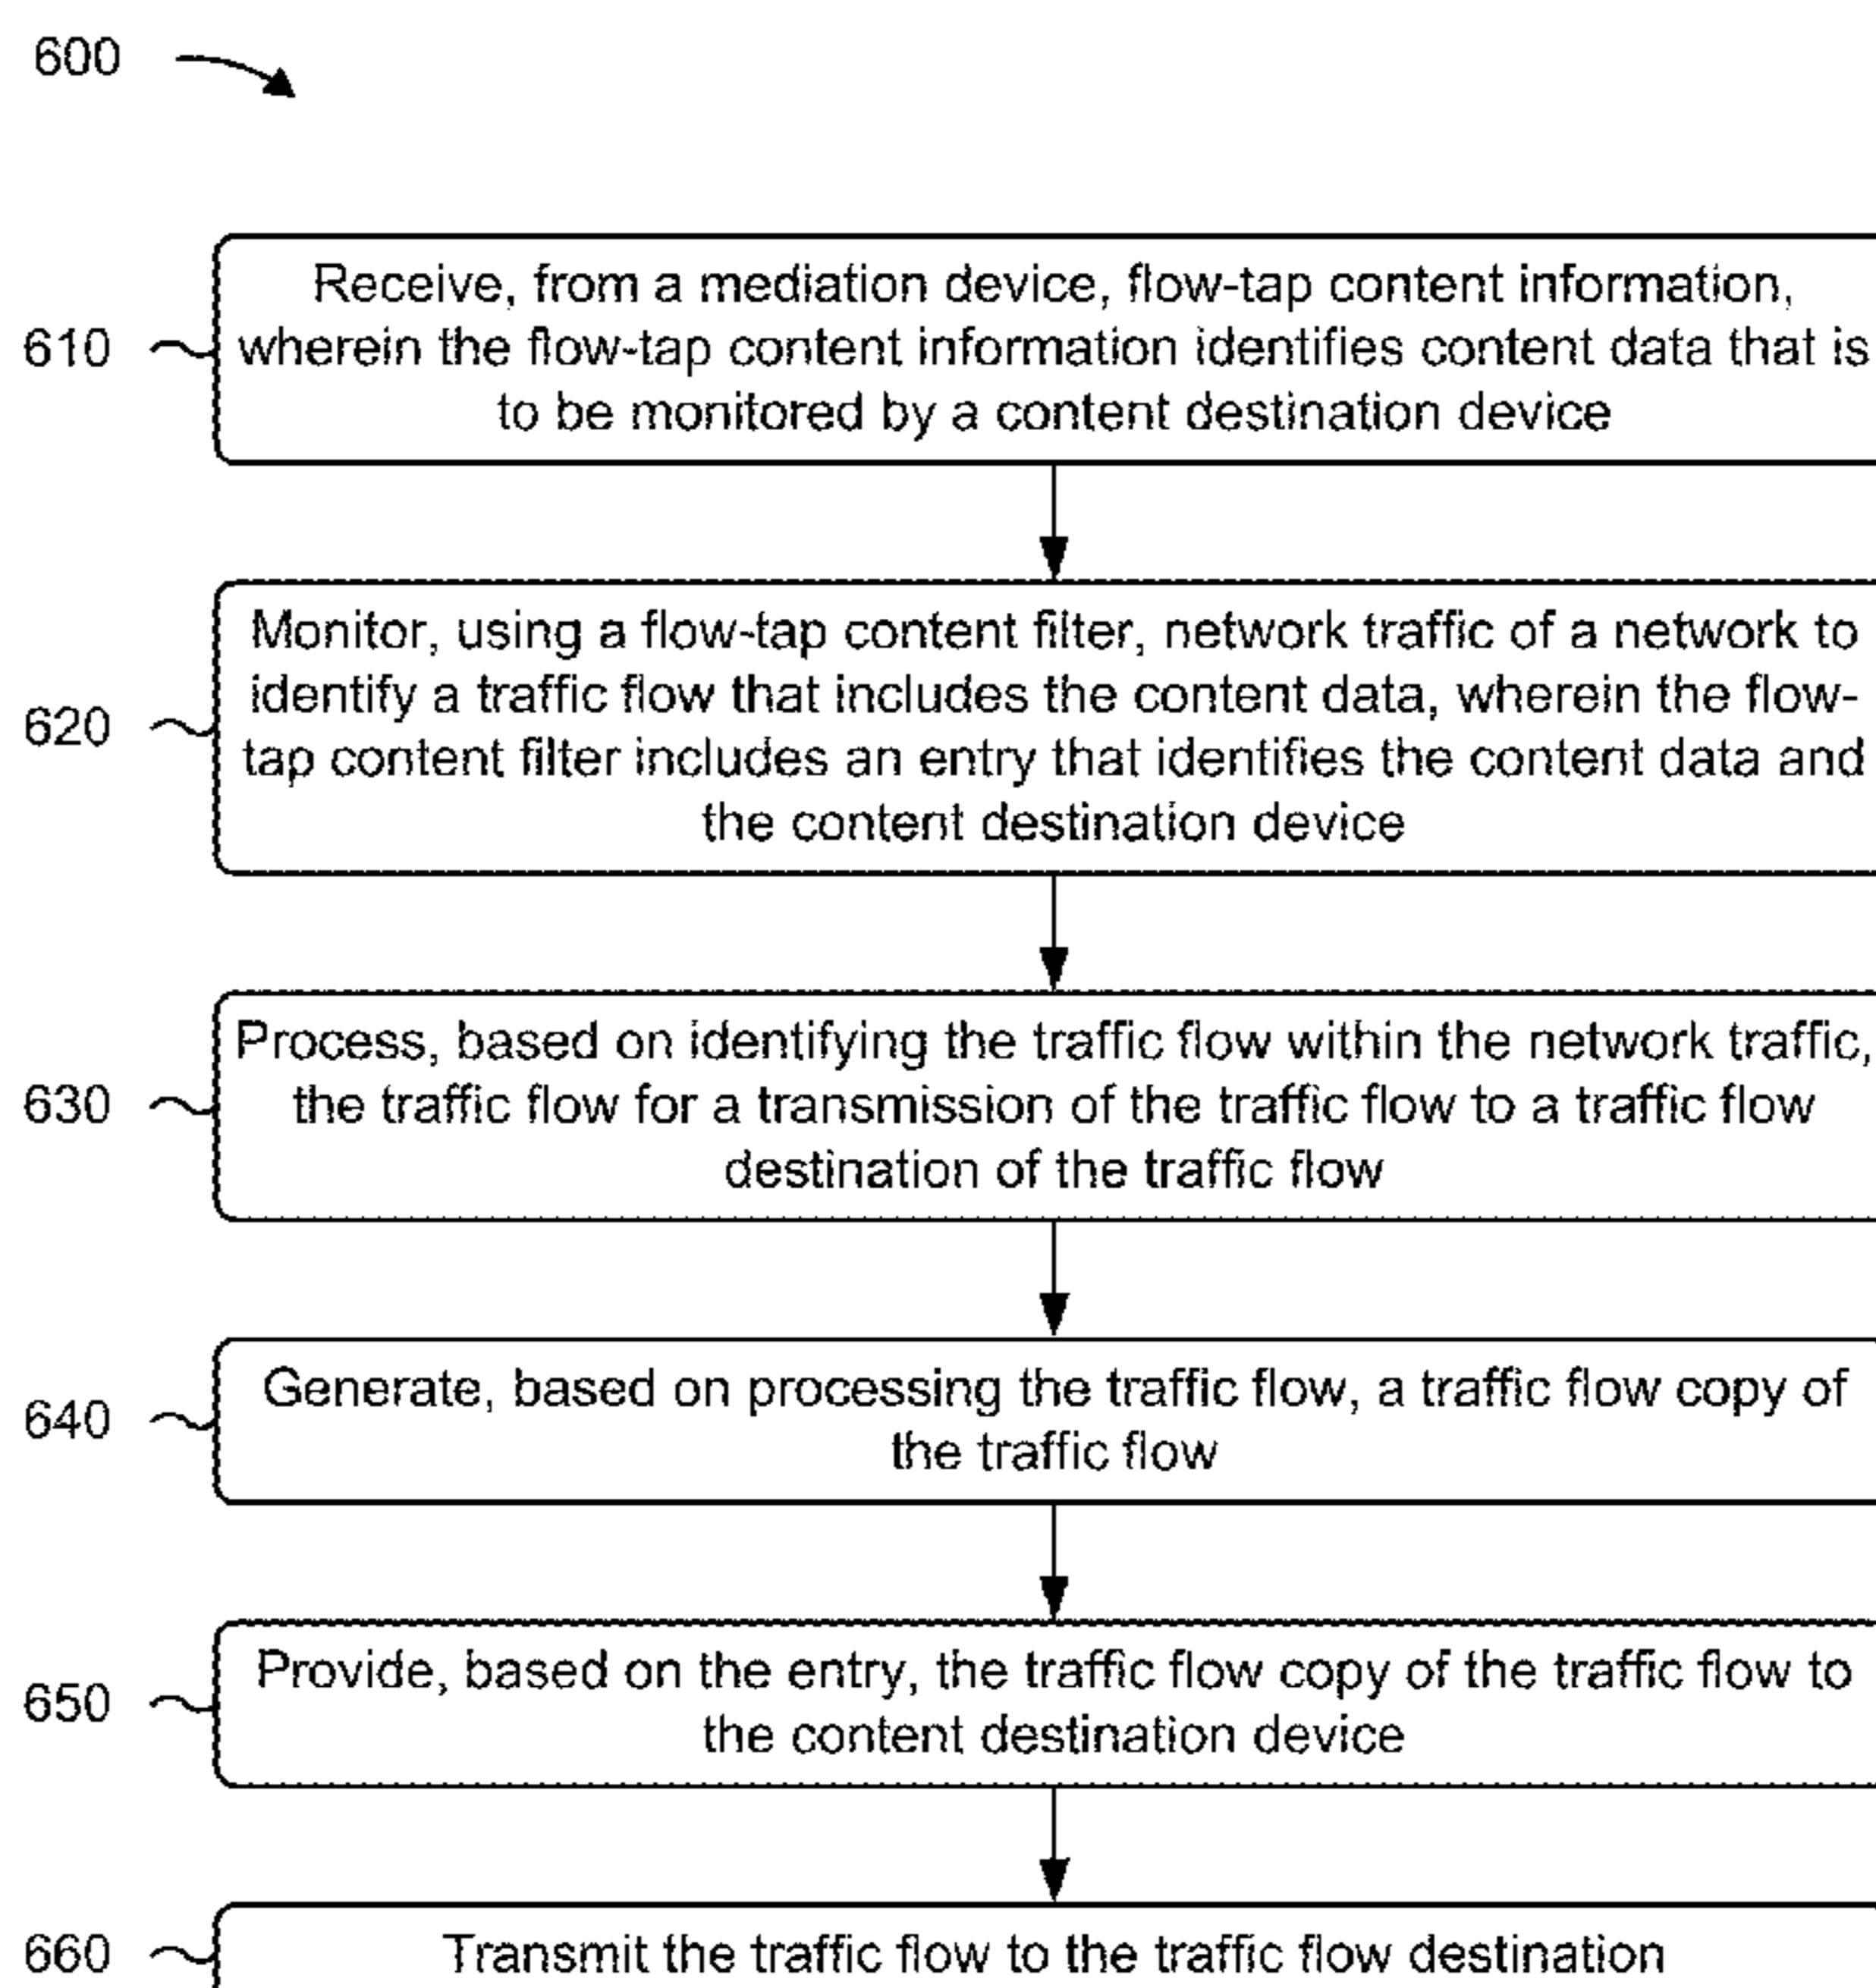 600
610
Receive, from a mediation device, flow-tap content information,
wherein the flow-tap content information identifies content data that is
to be monitored by a content destination device
620
Monitor, using a flow-tap content filter, network traffic of a network to
identify a traffic flow that includes the content data, wherein the flow-
tap content filter includes an entry that identifies the content data and
the content destination device
630
Process, based on identifying the traffic flow within the network traffic,
the traffic flow for a transmission of the traffic flow to a traffic flow
destination of the traffic flow
640
Generate, based on processing the traffic flow, a traffic flow copy of
the traffic flow
650
Provide, based on the entry, the traffic flow copy of the traffic flow to
the content destination device
660
Transmit the traffic flow to the traffic flow destination